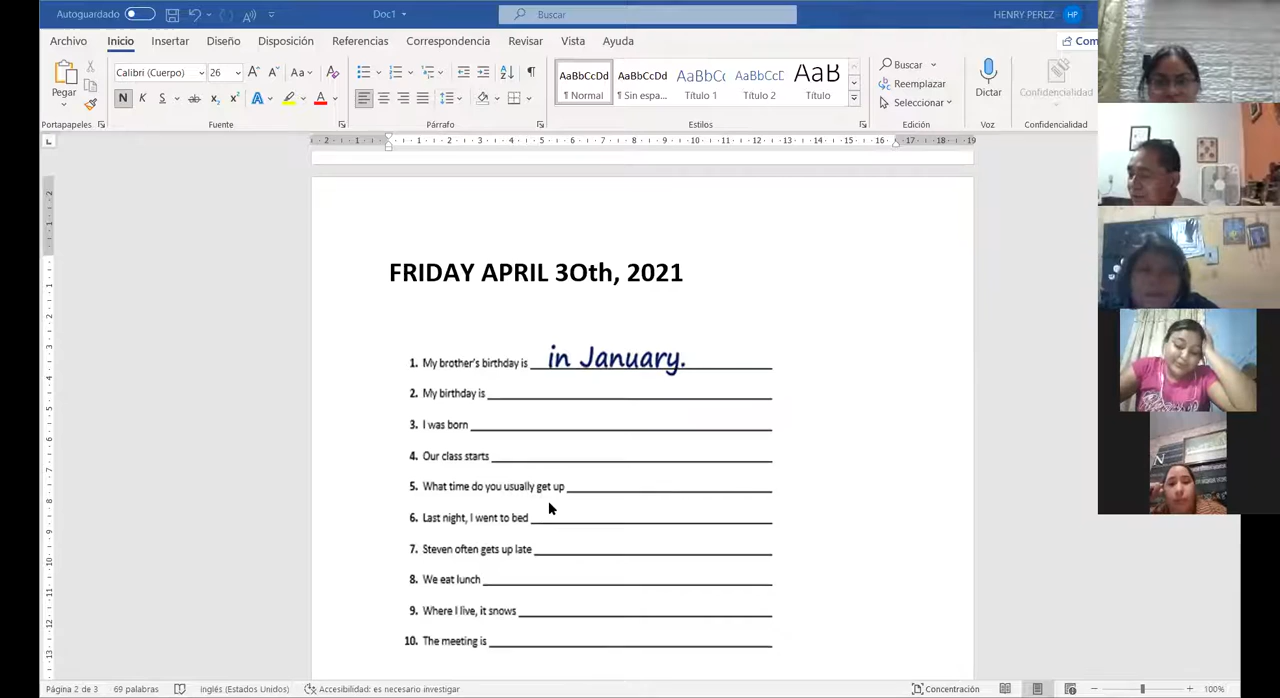 Autoguardado
Doc1
Buscar
HENRY PEREZ HP
Archivo Inicio Insertar Diseño Disposición Referencias Correspondencia Revisar Vista Ayuda Com
Pegar
Calibri (Cuerpo) 26
Aa
N K S ab x₂ x² A A
AaBbCcDd AaBbCcDd AaBbCc AaBbCcD AaB
¶ Normal ¶ Sin espa... Título 1 Título 2 Título
Buscar
Reemplazar
Seleccionar
Dictar
Confidencialidad
Portapapeles Fuente Párrafo Estilos Edición Voz Confidencialidad
FRIDAY APRIL 3Oth, 2021
1. My brother's birthday is in January.
2. My birthday is
3. I was born
4. Our class starts
5. What time do you usually get up
6. Last night, I went to bed
7. Steven often gets up late
8. We eat lunch
9. Where I live, it snows
10. The meeting is
Página 2 de 3 69 palabras Inglés (Estados Unidos) Accesibilidad: es necesario investigar Concentración 100%